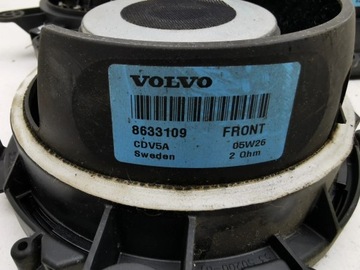 VOLVO
8633109 FRONT
CDV5A 05W26
Sweden 2 Ohm